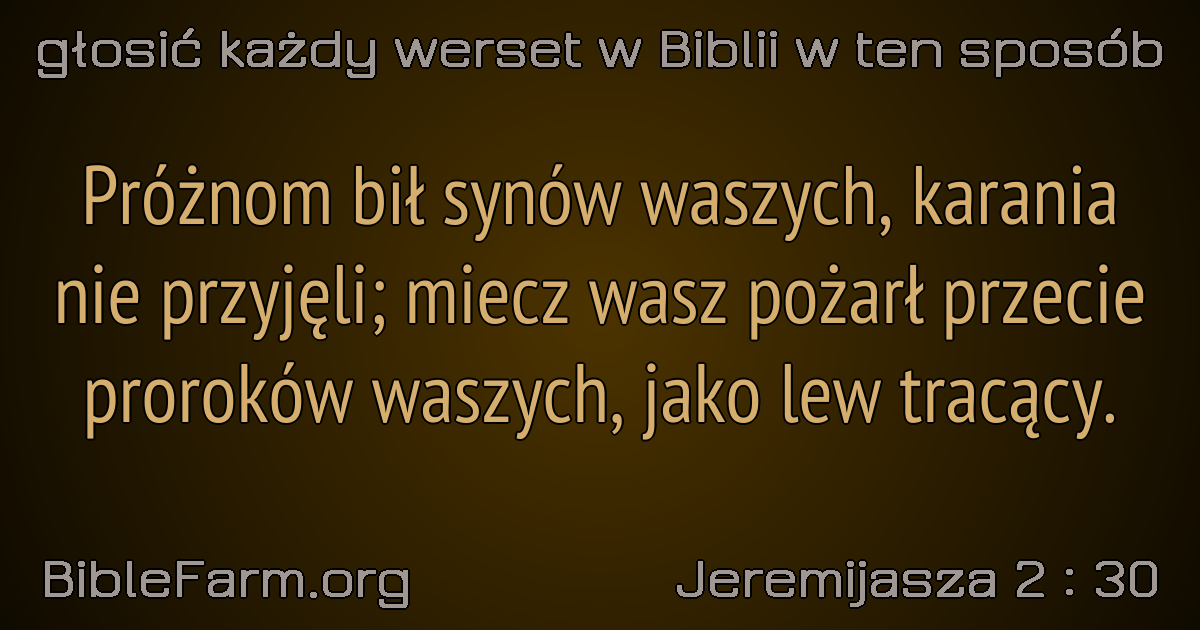 głosić każdy werset w Biblii w ten sposób
Próżnom bił synów waszych, karania
nie przyjęli; miecz wasz pożarł przecie
proroków waszych, jako lew tracący.
BibleFarm.org
Jeremijasza 2 : 30